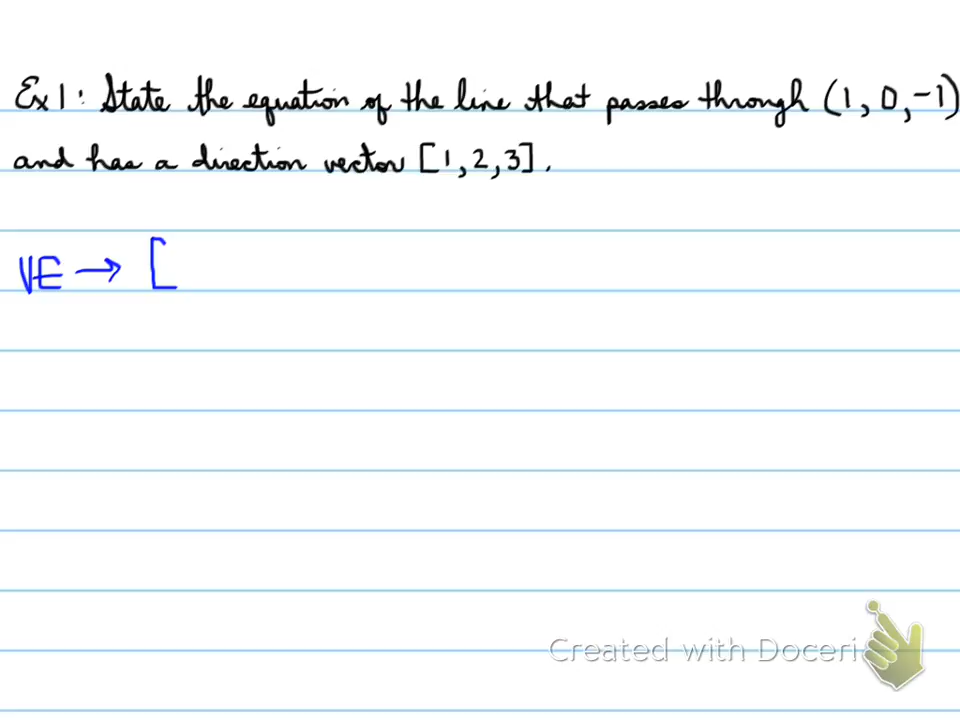 Ex 1: State the equation of the line that passes through (1, 0, -1)
and has a direction vector [1, 2, 3].
VE → [
Created with Doceri